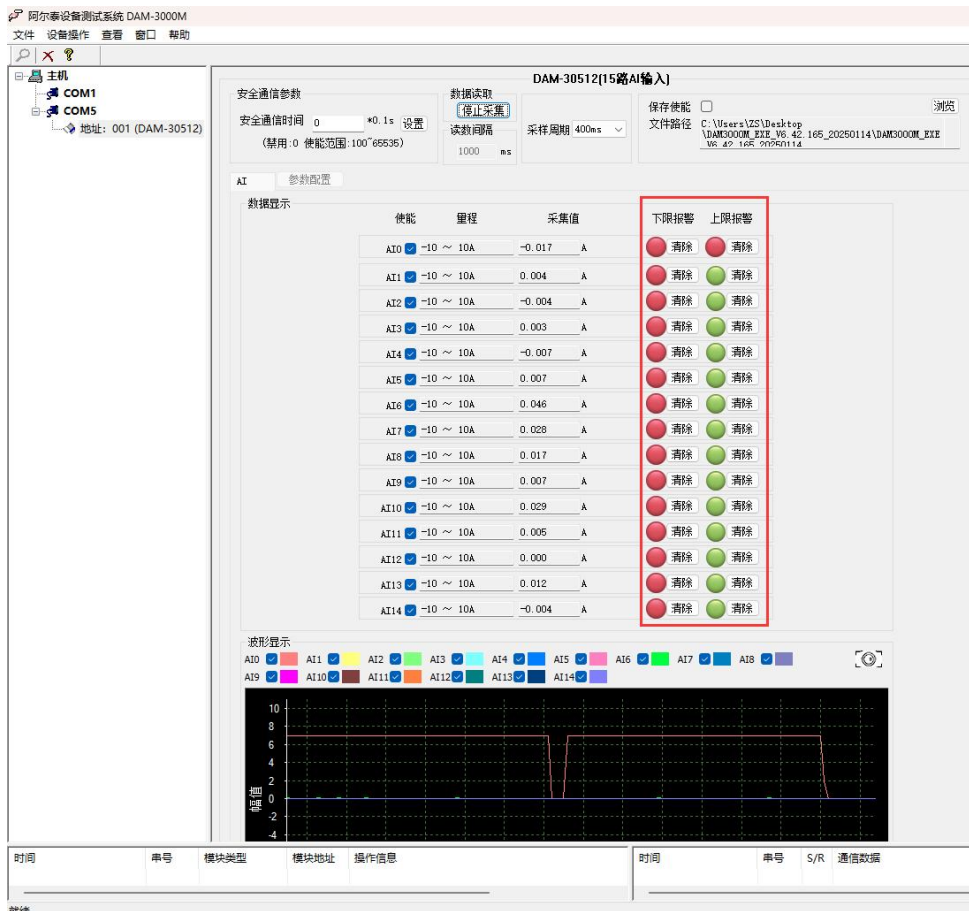 阿尔泰设备测试系统 DAM-3000M
文件 设备操作 查看 窗口 帮助
主机
COM1
COM5
地址：001 (DAM-30512)
DAM-30512[15路AI输入]
安全通信参数
安全通信时间 0 *0.1s 设置
(禁用:0 使能范围:100~65535)
数据读取
停止采集
读数间隔
1000 ms
采样周期 400ms
保存使能
浏览
文件路径 C:\Users\ZS\Desktop
\DAM3000M_EXE_V6.42.165_20250114\DAM3000M_EXE
V6.42.165 20250114
AI 参数配置
数据显示
使能 量程 采集值 下限报警 上限报警
AI0 -10 ～ 10A -0.017 A 清除 清除
AI1 -10 ～ 10A 0.004 A 清除 清除
AI2 -10 ～ 10A -0.004 A 清除 清除
AI3 -10 ～ 10A 0.003 A 清除 清除
AI4 -10 ～ 10A -0.007 A 清除 清除
AI5 -10 ～ 10A 0.007 A 清除 清除
AI6 -10 ～ 10A 0.046 A 清除 清除
AI7 -10 ～ 10A 0.028 A 清除 清除
AI8 -10 ～ 10A 0.017 A 清除 清除
AI9 -10 ～ 10A 0.007 A 清除 清除
AI10 -10 ～ 10A 0.029 A 清除 清除
AI11 -10 ～ 10A 0.005 A 清除 清除
AI12 -10 ～ 10A 0.000 A 清除 清除
AI13 -10 ～ 10A 0.012 A 清除 清除
AI14 -10 ～ 10A -0.004 A 清除 清除
波形显示
AI0 AI1 AI2 AI3 AI4 AI5 AI6 AI7 AI8
AI9 AI10 AI11 AI12 AI13 AI14
10
8
6
4
2
0
-2
-4
幅值
时间 串号 模块类型 模块地址 操作信息
时间 串号 S/R 通信数据